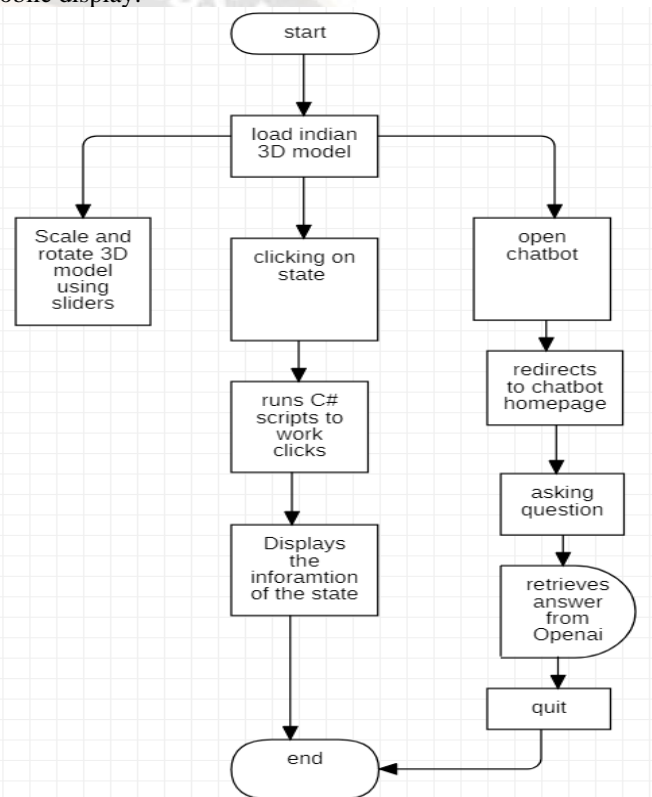 obile display.
start
load indian
3D model
Scale and
rotate 3D
model
using
sliders
clicking on
state
open
chatbot
runs C#
scripts to
work
clicks
redirects
to chatbot
homepage
asking
question
Displays
the
inforamtion
of the state
retrieves
answer
from
Openai
quit
end